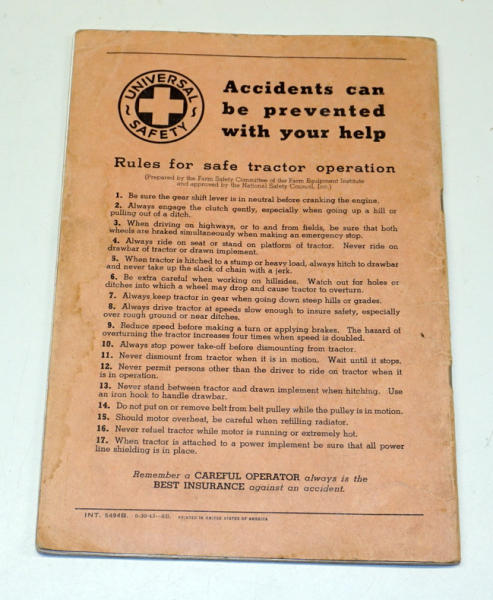 UNIVERSAL
SAFETY
Accidents can
be prevented
with your help
Rules for safe tractor operation
(Prepared by the Farm Safety Committee of the Farm Equipment Institute
and approved by the National Safety Council, Inc.)
1. Be sure the gear shift lever is in neutral before cranking the engine.
2. Always engage the clutch gently, especially when going up a hill or
pulling out of a ditch.
3. When driving on highways, or to and from fields, be sure that both
wheels are braked simultaneously when making an emergency stop.
4. Always ride on seat or stand on platform of tractor. Never ride on
drawbar of tractor or drawn implement.
5. When tractor is hitched to a stump or heavy load, always hitch to drawbar
and never take up the slack of chain with a jerk.
6. Be extra careful when working on hillsides. Watch out for holes or
ditches into which a wheel may drop and cause tractor to overturn.
7. Always keep tractor in gear when going down steep hills or grades.
8. Always drive tractor at speeds slow enough to insure safety, especially
over rough ground or near ditches.
9. Reduce speed before making a turn or applying brakes. The hazard of
overturning the tractor increases four times when speed is doubled.
10. Always stop power take-off before dismounting from tractor.
11. Never dismount from tractor when it is in motion. Wait until it stops.
12. Never permit persons other than the driver to ride on tractor when it
is in operation.
13. Never stand between tractor and drawn implement when hitching. Use
an iron hook to handle drawbar.
14. Do not put on or remove belt from belt pulley while the pulley is in motion.
15. Should motor overheat, be careful when refilling radiator.
16. Never refuel tractor while motor is running or extremely hot.
17. When tractor is attached to a power implement be sure that all power
line shielding is in place.
Remember a CAREFUL OPERATOR always is the
BEST INSURANCE against an accident.
INT. 5494B. PRINTED IN UNITED STATES OF AMERICA